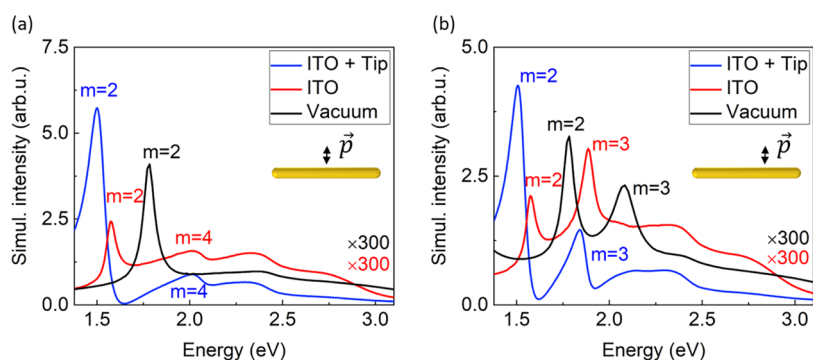 (a)
7.5
5.0
2.5
0.0
Simul. intensity (arb.u.)
m=2
m=2
m=2
m=4
m=4
ITO + Tip
ITO
Vacuum
p⃗
×300
×300
1.5 2.0 2.5 3.0
Energy (eV)
(b)
5.0
2.5
0.0
Simul. intensity (arb.u.)
m=2
m=2
m=2
m=3
m=3
m=3
ITO + Tip
ITO
Vacuum
p⃗
×300
×300
1.5 2.0 2.5 3.0
Energy (eV)